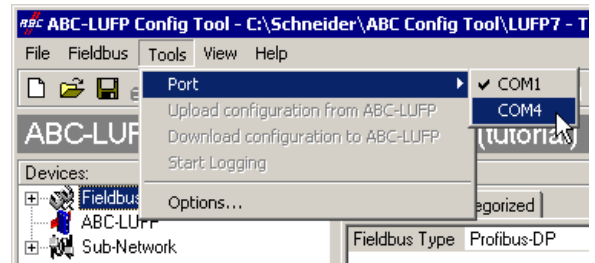 ABC-LUFP Config Tool - C:\Schneider\ABC Config Tool\LUFP7 - T
File Fieldbus Tools View Help
Port
COM1
Upload configuration from ABC-LUFP
COM4
ABC-LUF
Download configuration to ABC-LUFP
(tutorial)
Start Logging
Devices:
Fieldbus
Options...
egorized
ABC-LUFP
Sub-Network
Fieldbus Type Profibus-DP